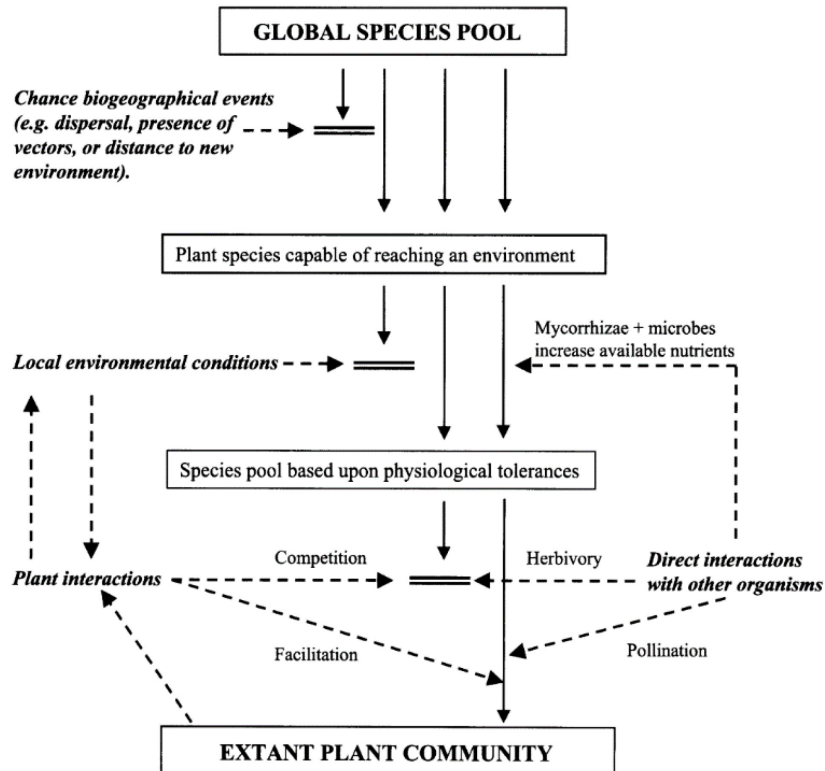 GLOBAL SPECIES POOL
Chance biogeographical events
(e.g. dispersal, presence of
vectors, or distance to new
environment).
Plant species capable of reaching an environment
Mycorrhizae + microbes
increase available nutrients
Local environmental conditions
Species pool based upon physiological tolerances
Competition
Herbivory
Plant interactions
Direct interactions
with other organisms
Facilitation
Pollination
EXTANT PLANT COMMUNITY